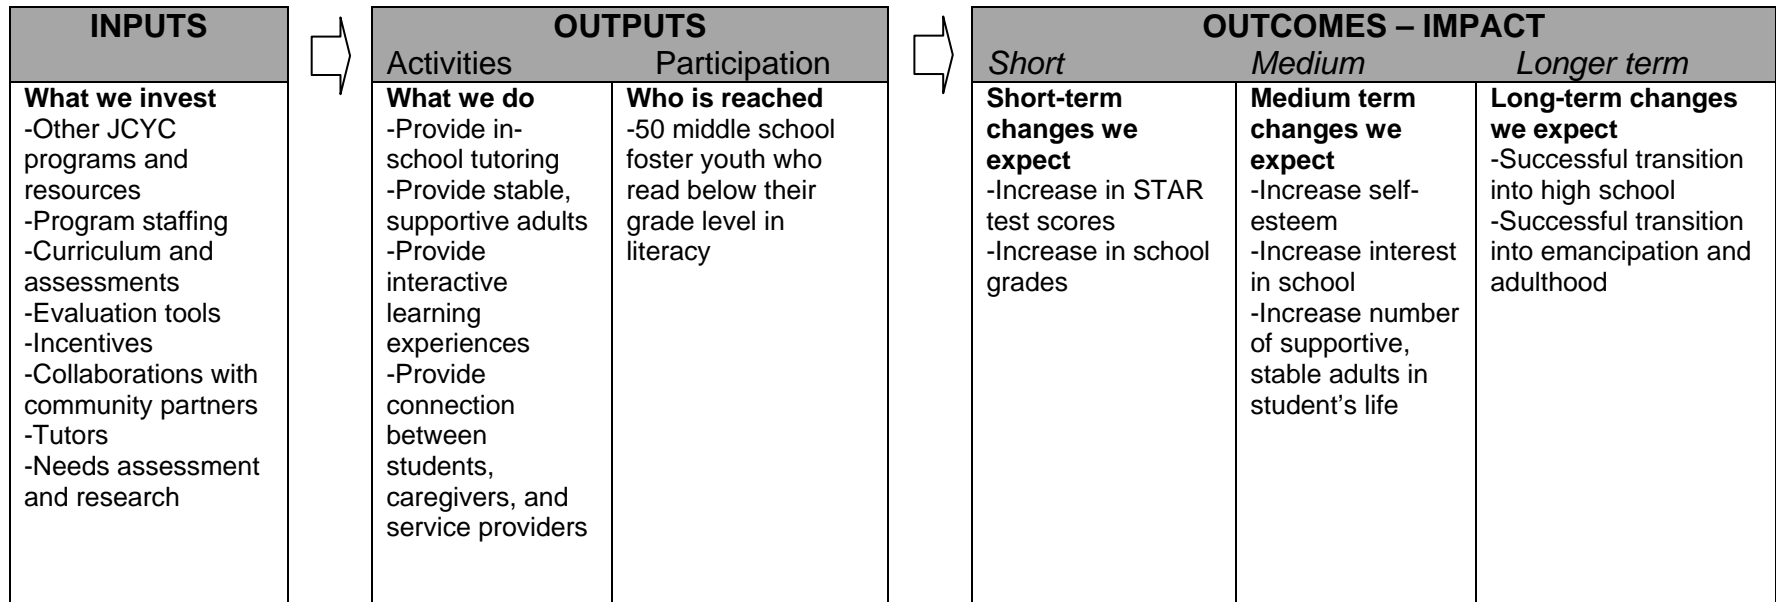 INPUTS
What we invest
-Other JCYC
programs and
resources
-Program staffing
-Curriculum and
assessments
-Evaluation tools
-Incentives
-Collaborations with
community partners
-Tutors
-Needs assessment
and research
OUTPUTS
Activities
Participation
What we do
-Provide in-
school tutoring
-Provide stable,
supportive adults
-Provide
interactive
learning
experiences
-Provide
connection
between
students,
caregivers, and
service providers
Who is reached
-50 middle school
foster youth who
read below their
grade level in
literacy
OUTCOMES – IMPACT
Short
Medium
Longer term
Short-term
changes we
expect
-Increase in STAR
test scores
-Increase in school
grades
Medium term
changes we
expect
-Increase self-
esteem
-Increase interest
in school
-Increase number
of supportive,
stable adults in
student’s life
Long-term changes
we expect
-Successful transition
into high school
-Successful transition
into emancipation and
adulthood